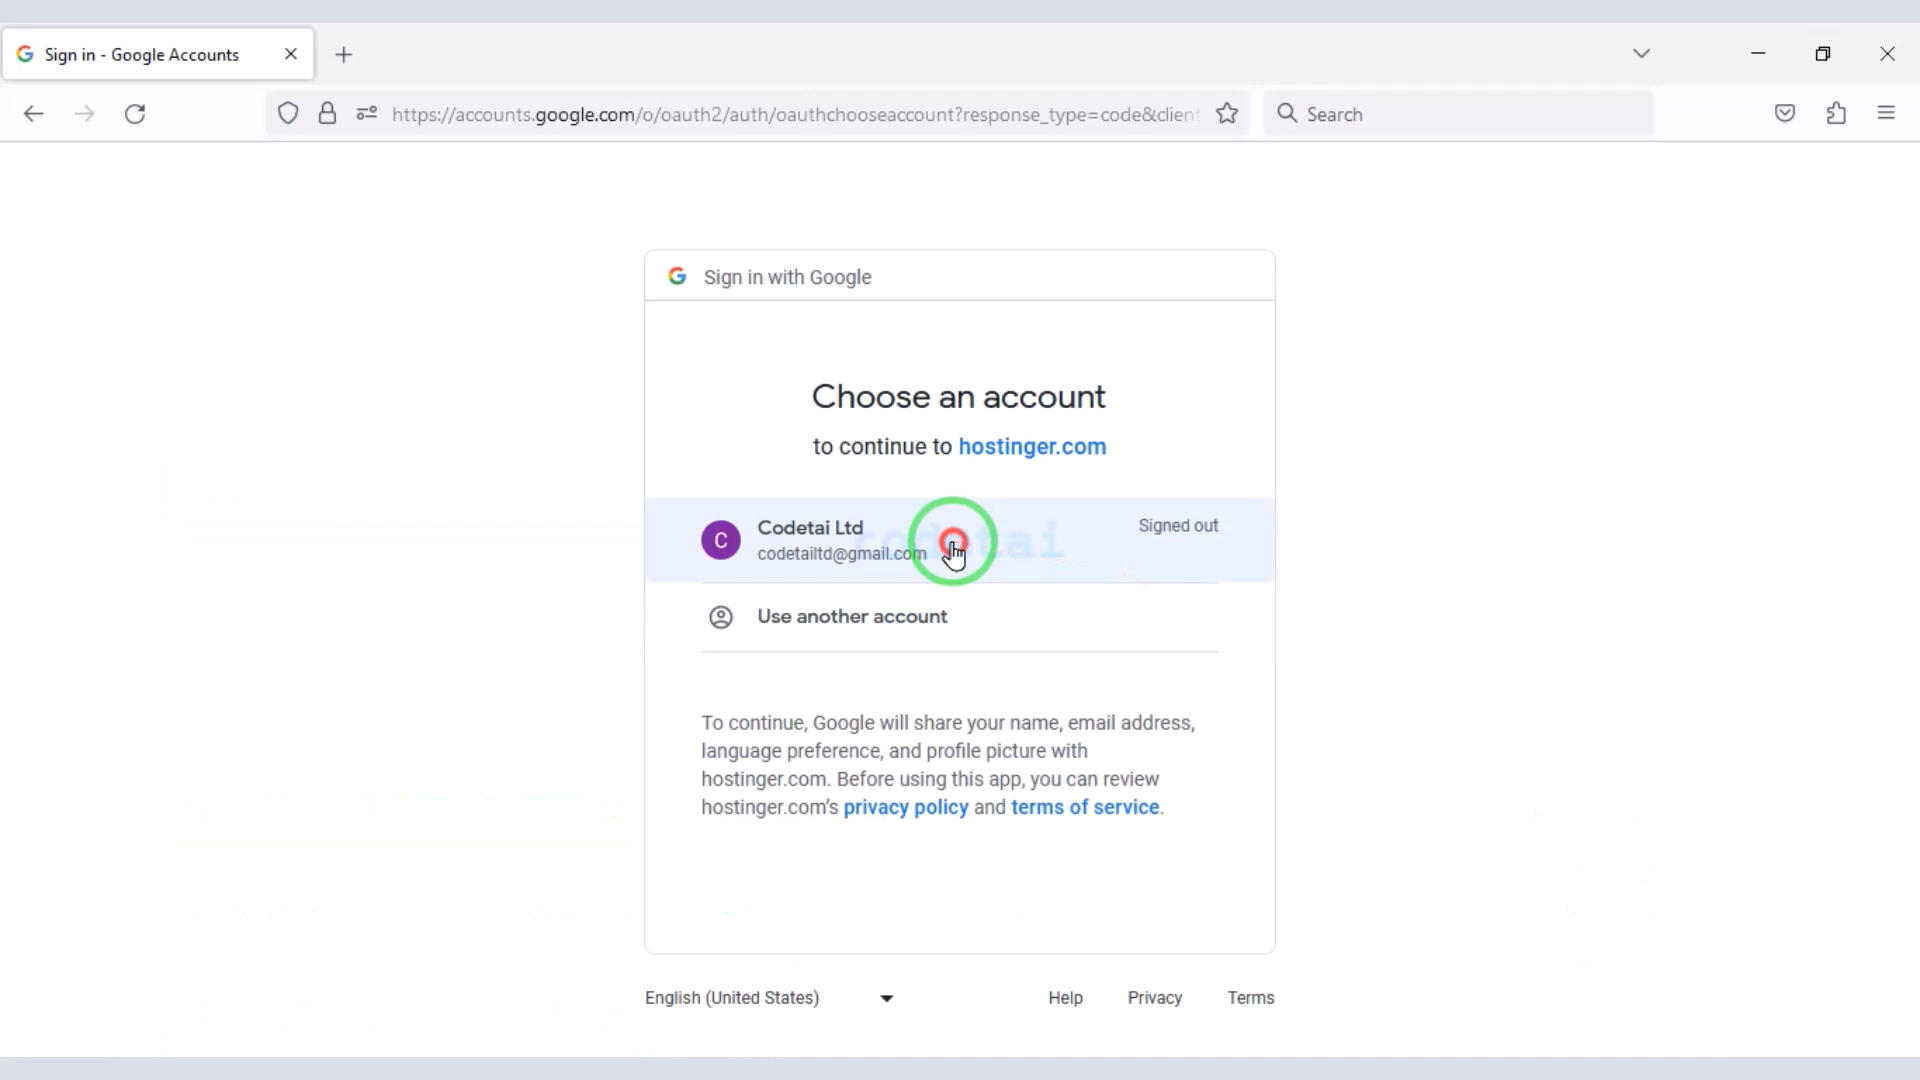 Sign in - Google Accounts
https://accounts.google.com/o/oauth2/auth/oauthchooseaccount?response_type=code&client
Search
Sign in with Google
Choose an account
to continue to hostinger.com
C
Codetai Ltd
Signed out
codetailtd@gmail.com
codetai
Use another account
To continue, Google will share your name, email address,
language preference, and profile picture with
hostinger.com. Before using this app, you can review
hostinger.com's privacy policy and terms of service.
English (United States)
Help
Privacy
Terms